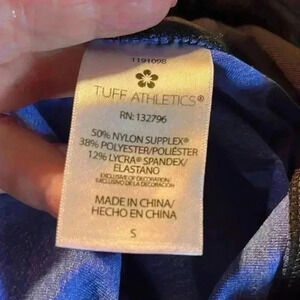 1191098
TUFF ATHLETICS®
RN: 132796
50% NYLON SUPLEX®
38% POLYESTER/POLIÉSTER
12% LYCRA® SPANDEX/
ELASTANO
EXCLUSIVE OF DECORATION/
EXCLUSIVO DE LA DECORACIÓN
MADE IN CHINA/
HECHO EN CHINA
S